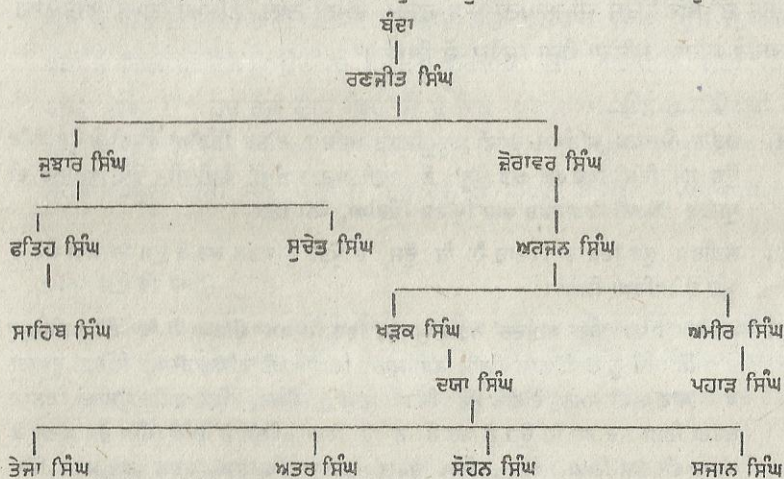 ਬੰਦਾ
ਰਣਜੀਤ ਸਿੰਘ
ਜੁਝਾਰ ਸਿੰਘ ਜ਼ੋਰਾਵਰ ਸਿੰਘ
ਫਤਿਹ ਸਿੰਘ ਸੁਚੇਤ ਸਿੰਘ ਅਰਜਨ ਸਿੰਘ
ਸਾਹਿਬ ਸਿੰਘ ਖੜਕ ਸਿੰਘ ਅਮੀਰ ਸਿੰਘ
ਦਯਾ ਸਿੰਘ ਪਹਾੜ ਸਿੰਘ
ਤੇਜਾ ਸਿੰਘ ਅਤਰ ਸਿੰਘ ਸੋਹਨ ਸਿੰਘ ਸਜਾਨ ਸਿੰਘ